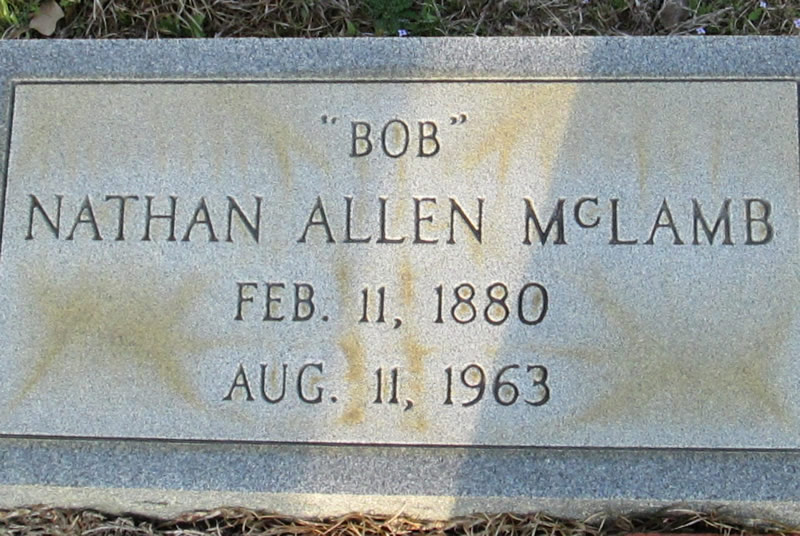 "BOB"
NATHAN ALLEN McLAMB
FEB. 11, 1880
AUG. 11, 1963